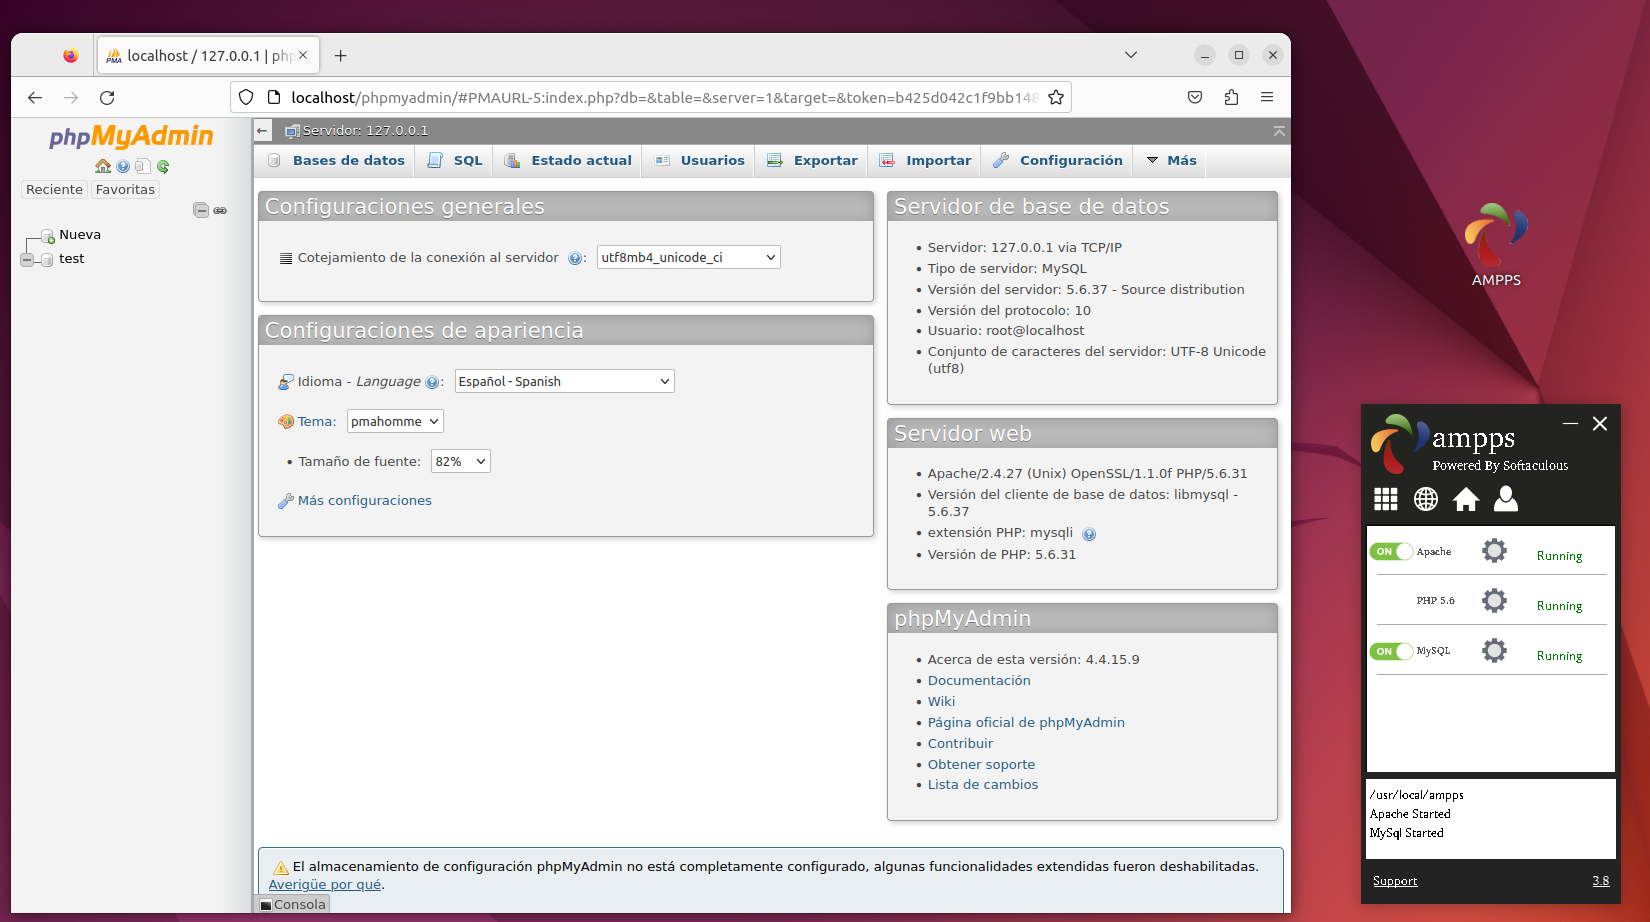 localhost / 127.0.0.1 | php
localhost/phpmyadmin/#PMAURL-5:index.php?db=&table=&server=1&target=&token=b425d042c1f9bb148
phpMyAdmin
Reciente Favoritas
Nueva
test
Servidor: 127.0.0.1
Bases de datos SQL Estado actual Usuarios Exportar Importar Configuración Más
Configuraciones generales
Cotejamiento de la conexión al servidor : utf8mb4_unicode_ci
Configuraciones de apariencia
Idioma - Language : Español - Spanish
Tema: pmahomme
Tamaño de fuente: 82%
Más configuraciones
Servidor de base de datos
Servidor: 127.0.0.1 via TCP/IP
Tipo de servidor: MySQL
Versión del servidor: 5.6.37 - Source distribution
Versión del protocolo: 10
Usuario: root@localhost
Conjunto de caracteres del servidor: UTF-8 Unicode
(utf8)
Servidor web
Apache/2.4.27 (Unix) OpenSSL/1.1.0f PHP/5.6.31
Versión del cliente de base de datos: libmysql -
5.6.37
extensión PHP: mysqli
Versión de PHP: 5.6.31
phpMyAdmin
Acerca de esta versión: 4.4.15.9
Documentación
Wiki
Página oficial de phpMyAdmin
Contribuir
Obtener soporte
Lista de cambios
El almacenamiento de configuración phpMyAdmin no está completamente configurado, algunas funcionalidades extendidas fueron deshabilitadas.
Averigüe por qué.
Consola
AMPPS
ampps
Powered By Softaculous
ON Apache Running
PHP 5.6 Running
ON MySQL Running
/usr/local/ampps
Apache Started
MySql Started
Support 3.8